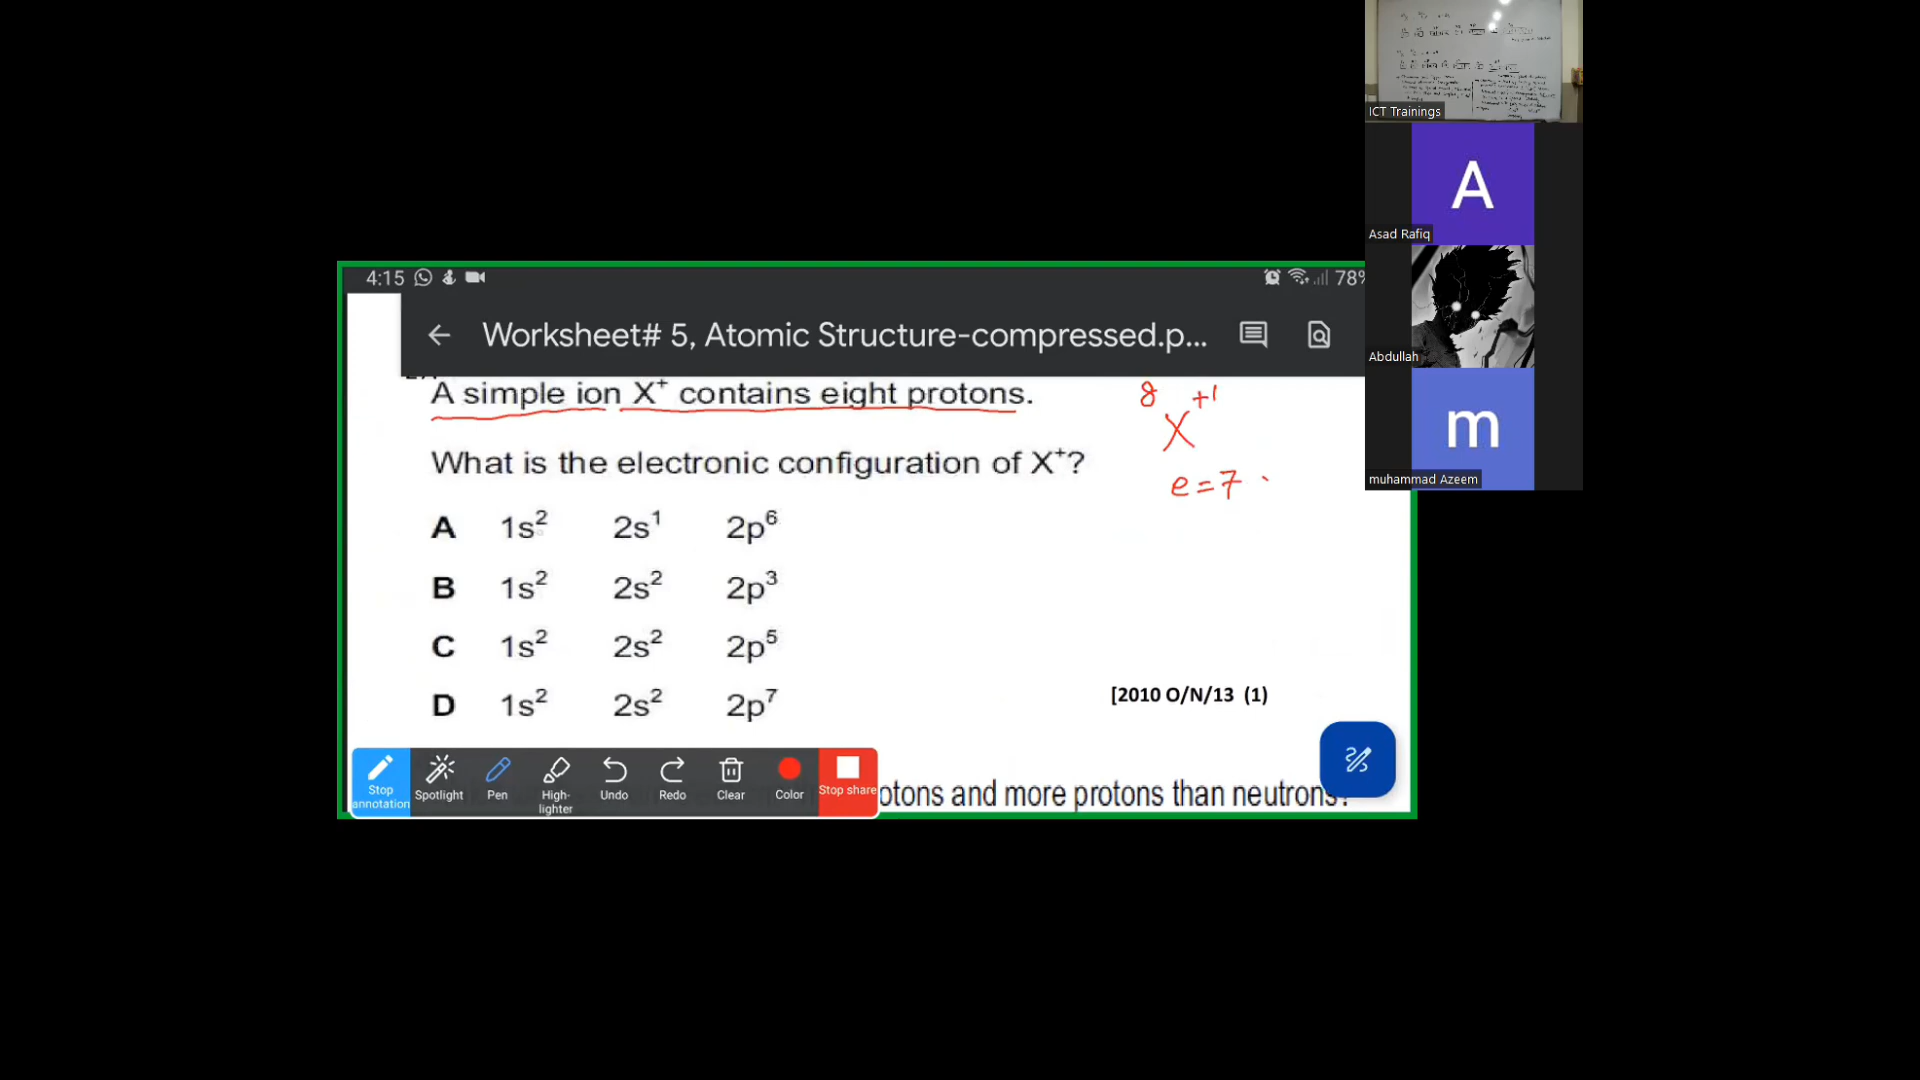 ICT Trainings
A
Asad Rafiq
Abdullah
m
muhammad Azeem
4:15
78%
Worksheet# 5, Atomic Structure-compressed.p...
A simple ion X⁺ contains eight protons.
8 X +1
What is the electronic configuration of X⁺?
e=7
A 1s² 2s¹ 2p⁶
B 1s² 2s² 2p³
C 1s² 2s² 2p⁵
D 1s² 2s² 2p⁷
[2010 O/N/13 (1)
otons and more protons than neutrons?
Stop annotation
Spotlight
Pen
High-lighter
Undo
Redo
Clear
Color
Stop share